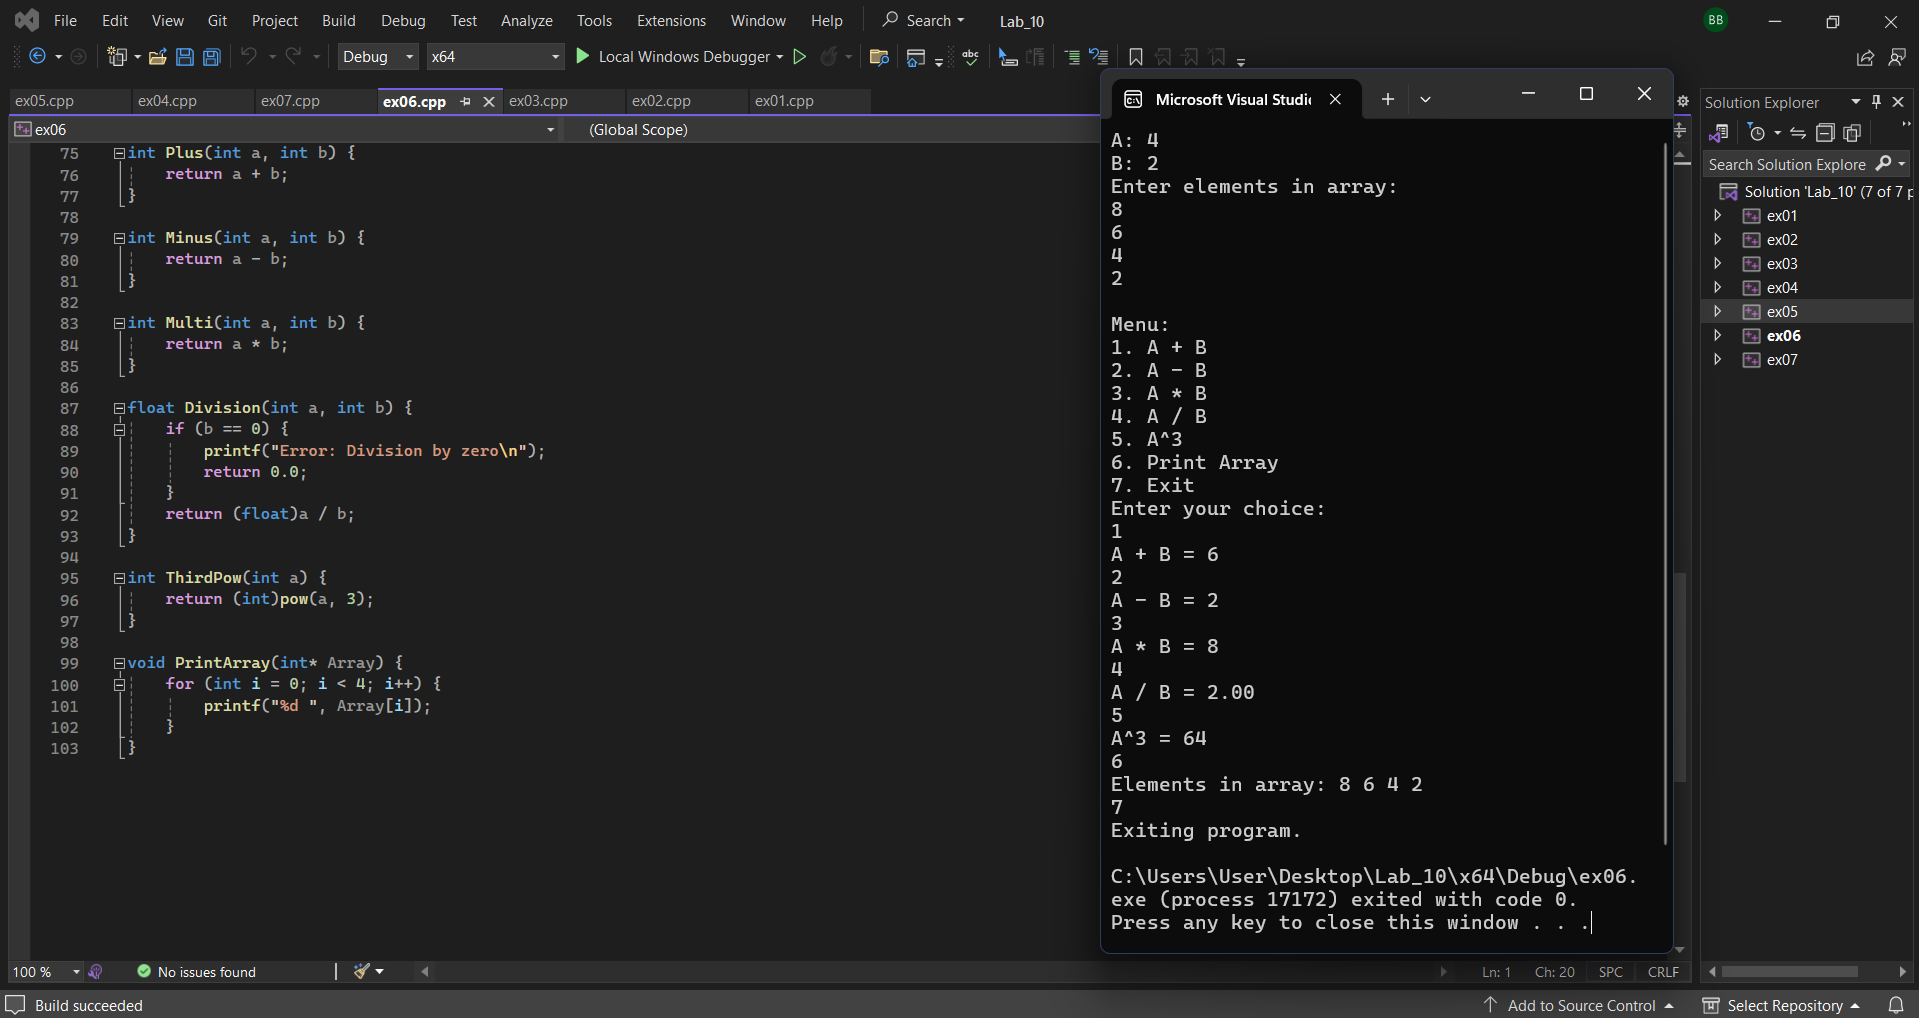 File Edit View Git Project Build Debug Test Analyze Tools Extensions Window Help Search Lab_10 BB
Debug x64 Local Windows Debugger abc
ex05.cpp ex04.cpp ex07.cpp ex06.cpp ex03.cpp ex02.cpp ex01.cpp
ex06 (Global Scope)
75 int Plus(int a, int b) {
76 return a + b;
77 }
78
79 int Minus(int a, int b) {
80 return a - b;
81 }
82
83 int Multi(int a, int b) {
84 return a * b;
85 }
86
87 float Division(int a, int b) {
88 if (b == 0) {
89 printf("Error: Division by zero\n");
90 return 0.0;
91 }
92 return (float)a / b;
93 }
94
95 int ThirdPow(int a) {
96 return (int)pow(a, 3);
97 }
98
99 void PrintArray(int* Array) {
100 for (int i = 0; i < 4; i++) {
101 printf("%d ", Array[i]);
102 }
103 }
100 % No issues found Ln: 1 Ch: 20 SPC CRLF
Microsoft Visual Studi
A: 4
B: 2
Enter elements in array:
8
6
4
2
Menu:
1. A + B
2. A - B
3. A * B
4. A / B
5. A^3
6. Print Array
7. Exit
Enter your choice:
1
A + B = 6
2
A - B = 2
3
A * B = 8
4
A / B = 2.00
5
A^3 = 64
6
Elements in array: 8 6 4 2
7
Exiting program.
C:\Users\User\Desktop\Lab_10\x64\Debug\ex06.
exe (process 17172) exited with code 0.
Press any key to close this window . . .
Solution Explorer
Search Solution Explore
Solution 'Lab_10' (7 of 7 p
ex01
ex02
ex03
ex04
ex05
ex06
ex07
Build succeeded Add to Source Control Select Repository